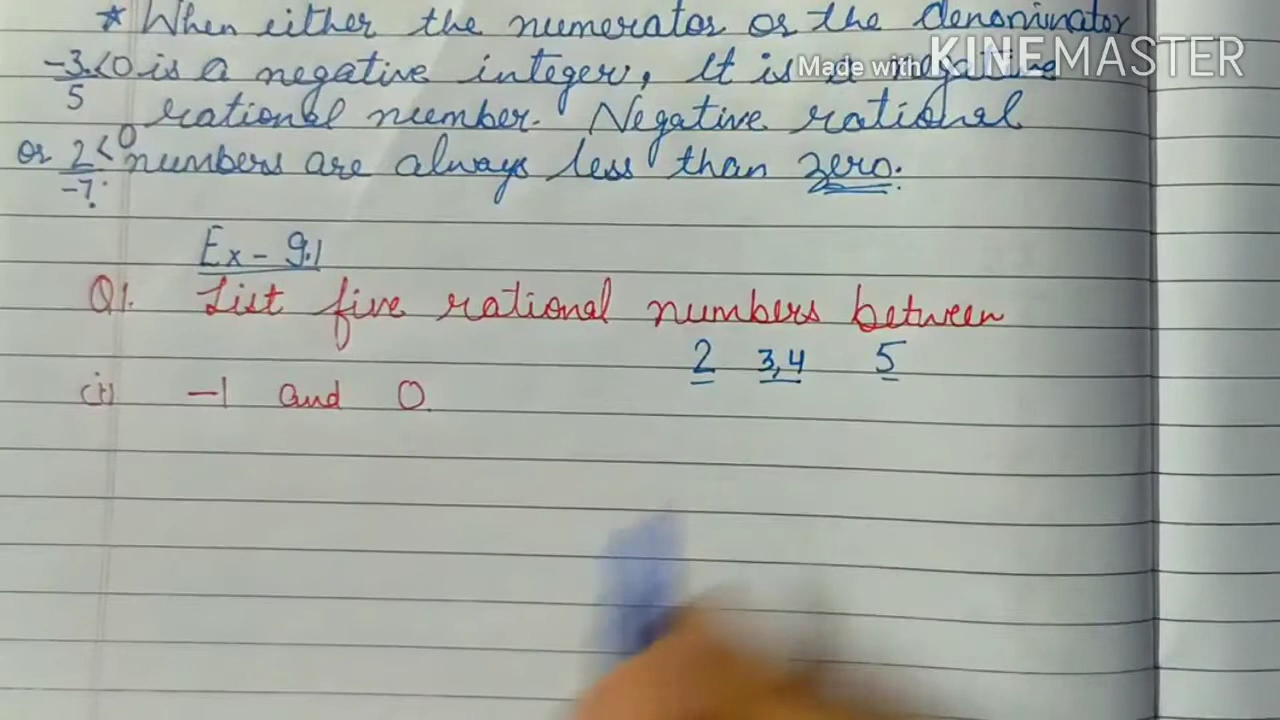 * When either the numerator or the denominator
-3/5 <0 is a negative integer, It is a negative
rational number. Negative rational
or 2/-7 <0 numbers are always less than zero.
Made with KINEMASTER
Ex - 9.1
Q1. List five rational numbers between
2 3,4 5
(i) -1 and 0